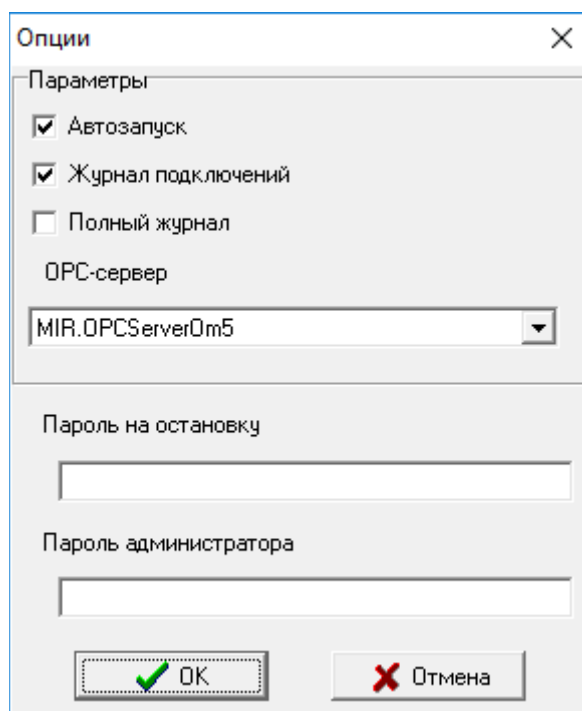 Опции
Параметры
Автозапуск
Журнал подключений
Полный журнал
OPC-сервер
MIR.OPCServerOm5
Пароль на остановку
Пароль администратора
OK
Отмена